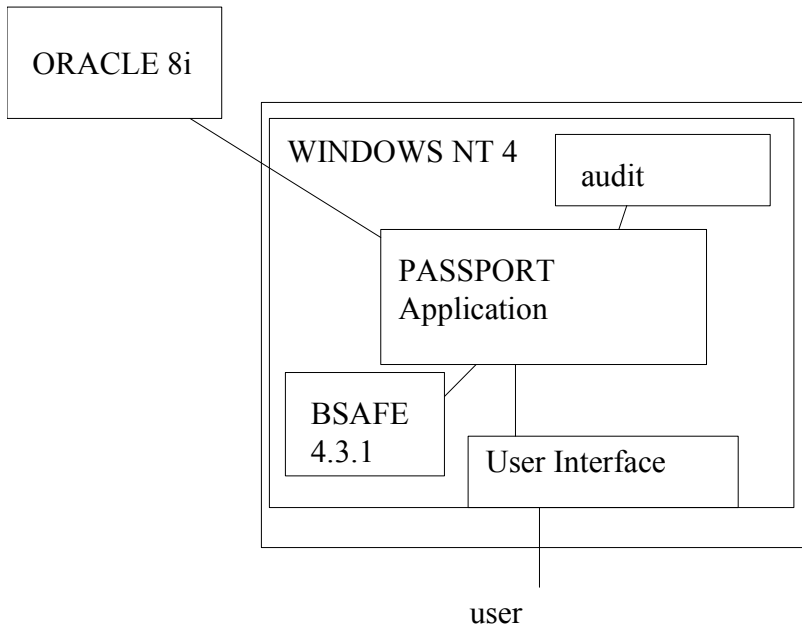 ORACLE 8i
WINDOWS NT 4
audit
PASSPORT
Application
BSAFE
4.3.1
User Interface
user